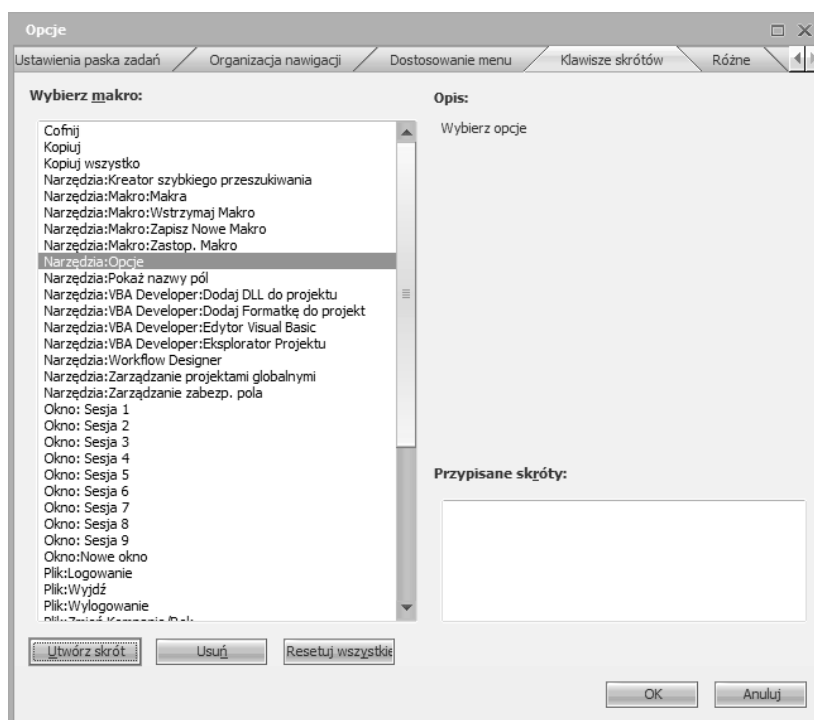 Opcje
Ustawienia paska zadań
Organizacja nawigacji
Dostosowanie menu
Klawisze skrótów
Różne
Wybierz makro:
Opis:
Cofnij
Wybierz opcje
Kopiuj
Kopiuj wszystko
Narzędzia:Kreator szybkiego przeszukiwania
Narzędzia:Makro:Makra
Narzędzia:Makro:Wstrzymaj Makro
Narzędzia:Makro:Zapisz Nowe Makro
Narzędzia:Makro:Zastop. Makro
Narzędzia:Opcje
Narzędzia:Pokaż nazwy pól
Narzędzia:VBA Developer:Dodaj DLL do projektu
Narzędzia:VBA Developer:Dodaj Formatkę do projekt
Narzędzia:VBA Developer:Edytor Visual Basic
Narzędzia:VBA Developer:Eksplorator Projektu
Narzędzia:Workflow Designer
Narzędzia:Zarządzanie projektami globalnymi
Narzędzia:Zarządzanie zabezp. pola
Okno: Sesja 1
Okno: Sesja 2
Okno: Sesja 3
Okno: Sesja 4
Okno: Sesja 5
Okno: Sesja 6
Okno: Sesja 7
Okno: Sesja 8
Okno: Sesja 9
Okno:Nowe okno
Plik:Logowanie
Plik:Wyjdź
Plik:Wylogowanie
Przypisane skróty:
Utwórz skrót
Usuń
Resetuj wszystkie
OK
Anuluj